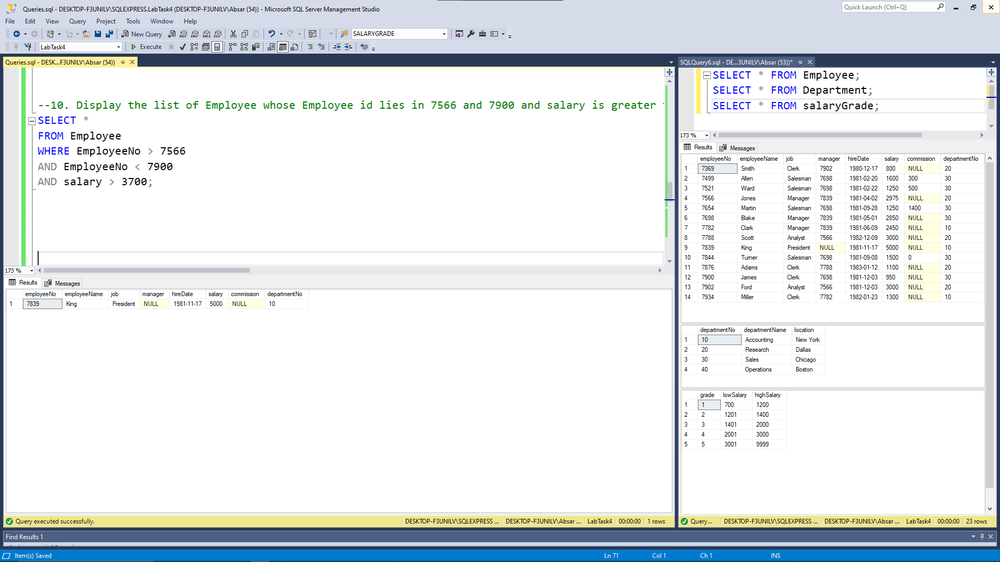 Queries.sql - DESKTOP-F3UNILV\SQLEXPRESS.LabTask4 (DESKTOP-F3UNILV\Absar (54)) - Microsoft SQL Server Management Studio
Quick Launch (Ctrl+Q)
File Edit View Query Project Tools Window Help
New Query MDX DMX XMLA DAX SALARYGRADE
LabTask4 Execute
Queries.sql - DESK...F3UNILV\Absar (54))
--10. Display the list of Employee whose Employee id lies in 7566 and 7900 and salary is greater
SELECT *
FROM Employee
WHERE EmployeeNo > 7566
AND EmployeeNo < 7900
AND salary > 3700;
173 %
Results Messages
employeeNo employeeName job manager hireDate salary commission departmentNo
1 7839 King President NULL 1981-11-17 5000 NULL 10
Query executed successfully. DESKTOP-F3UNILV\SQLEXPRESS ... DESKTOP-F3UNILV\Absar ... LabTask4 00:00:00 1 rows
SQLQuery6.sql - DE...3UNILV\Absar (53))*
SELECT * FROM Employee;
SELECT * FROM Department;
SELECT * FROM salaryGrade;
173 %
Results Messages
employeeNo employeeName job manager hireDate salary commission departmentNo
1 7369 Smith Clerk 7902 1980-12-17 800 NULL 20
2 7499 Allen Salesman 7698 1981-02-20 1600 300 30
3 7521 Ward Salesman 7698 1981-02-22 1250 500 30
4 7566 Jones Manager 7839 1981-04-02 2975 NULL 20
5 7654 Martin Salesman 7698 1981-09-28 1250 1400 30
6 7698 Blake Manager 7839 1981-05-01 2850 NULL 30
7 7782 Clark Manager 7839 1981-06-09 2450 NULL 10
8 7788 Scott Analyst 7566 1982-12-09 3000 NULL 20
9 7839 King President NULL 1981-11-17 5000 NULL 10
10 7844 Turner Salesman 7698 1981-09-08 1500 0 30
11 7876 Adams Clerk 7788 1983-01-12 1100 NULL 20
12 7900 James Clerk 7698 1981-12-03 950 NULL 30
13 7902 Ford Analyst 7566 1981-12-03 3000 NULL 20
14 7934 Miller Clerk 7782 1982-01-23 1300 NULL 10
departmentNo departmentName location
1 10 Accounting New York
2 20 Research Dallas
3 30 Sales Chicago
4 40 Operations Boston
grade lowSalary highSalary
1 1 700 1200
2 2 1201 1400
3 3 1401 2000
4 4 2001 3000
5 5 3001 9999
Query... DESKTOP-F3UNILV\SQLEXPRESS ... DESKTOP-F3UNILV\Absar ... LabTask4 00:00:00 23 rows
Find Results 1
Item(s) Saved Ln 71 Col 1 Ch 1 INS